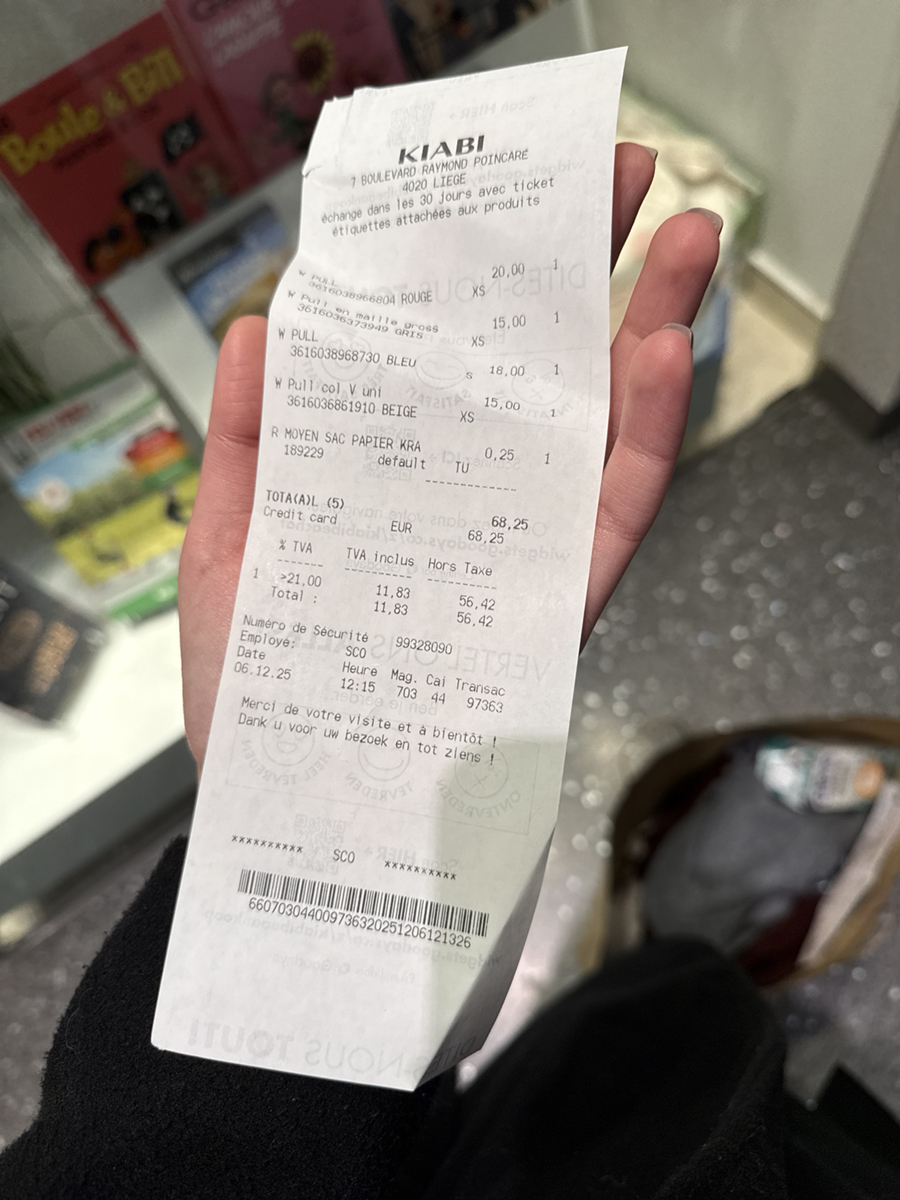 Boule & Bill
KIABI
7 BOULEVARD RAYMOND POINCARÉ
4020 LIEGE
échange dans les 30 jours avec ticket
étiquettes attachées aux produits
W PULL 20,00 1
3616038966804 ROUGE XS
W Pull en maille gross 15,00 1
3616036373949 GRIS XS
W PULL 18,00 1
3616038968730 BLEU S
W Pull col V uni 15,00 1
3616036861910 BEIGE XS
R MOYEN SAC PAPIER KRA 0,25 1
189229 default TU
TOTA(A)L (5) 68,25
Credit card EUR 68,25
% TVA TVA inclus Hors Taxe
1 >21,00 11,83 56,42
Total : 11,83 56,42
Numéro de Sécurité 99328090
Employé: SCO
Date Heure Mag. Cai Transac
06.12.25 12:15 703 44 97363
Merci de votre visite et à bientôt !
Dank u voor uw bezoek en tot ziens !
********** SCO **********
660703044009736320251206121326